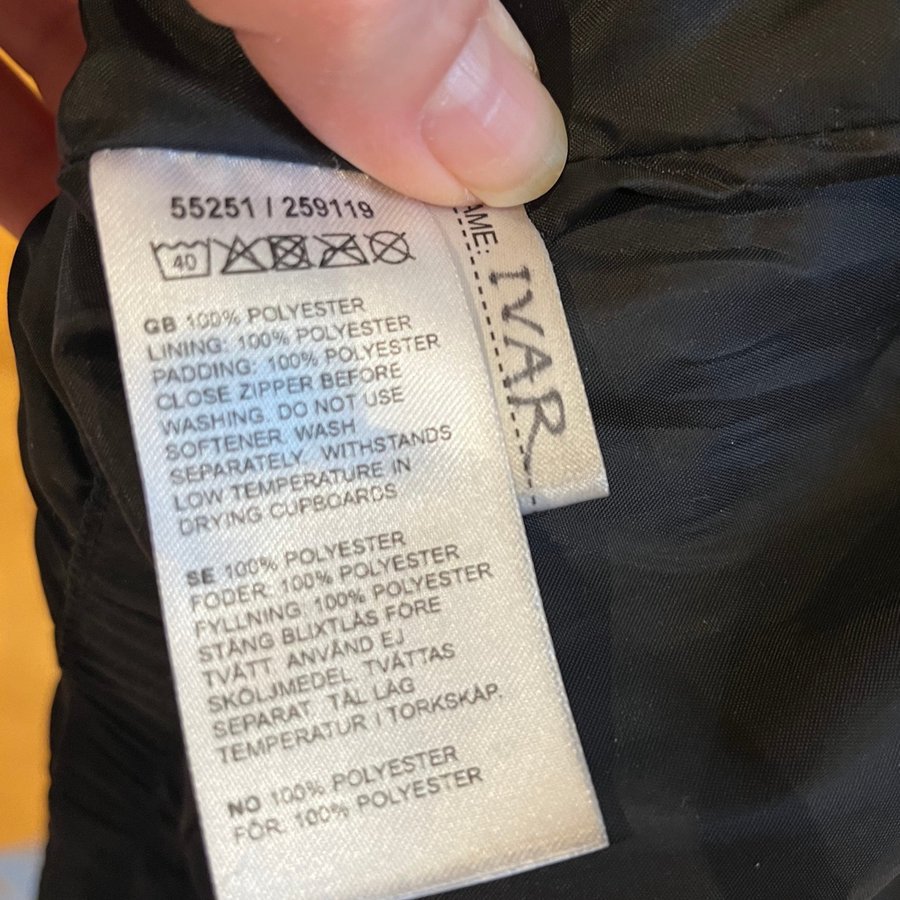 55251 / 259119
40
GB 100% POLYESTER
LINING: 100% POLYESTER
PADDING: 100% POLYESTER
CLOSE ZIPPER BEFORE
WASHING. DO NOT USE
SOFTENER. WASH
SEPARATELY. WITHSTANDS
LOW TEMPERATURE IN
DRYING CUPBOARDS
SE 100% POLYESTER
FODER: 100% POLYESTER
FYLLNING: 100% POLYESTER
STÄNG BLIXTLÅS FÖRE
TVÄTT. ANVÄND EJ
SKÖLJMEDEL. TVÄTTAS
SEPARAT. TÅL LÅG
TEMPERATUR I TORKSKÅP.
NO 100% POLYESTER
FÔR: 100% POLYESTER
AME:
IVAR